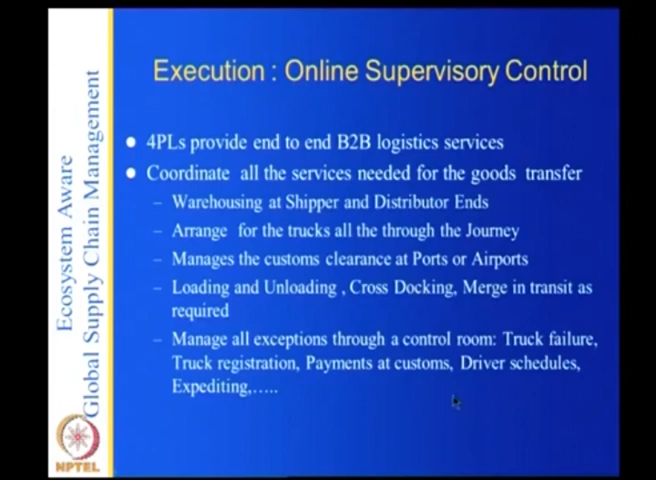 Execution : Online Supervisory Control
4PLs provide end to end B2B logistics services
Coordinate all the services needed for the goods transfer
– Warehousing at Shipper and Distributor Ends
– Arrange for the trucks all the through the Journey
– Manages the customs clearance at Ports or Airports
– Loading and Unloading , Cross Docking, Merge in transit as
required
– Manage all exceptions through a control room: Truck failure,
Truck registration, Payments at customs, Driver schedules,
Expediting,…..
Ecosystem Aware
Global Supply Chain Management
NPTEL